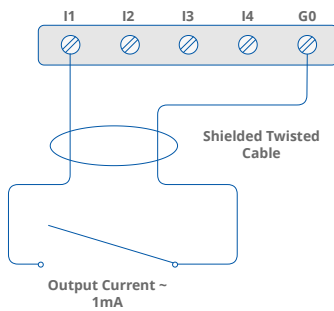 I1 I2 I3 I4 G0
Shielded Twisted
Cable
Output Current ~
1mA